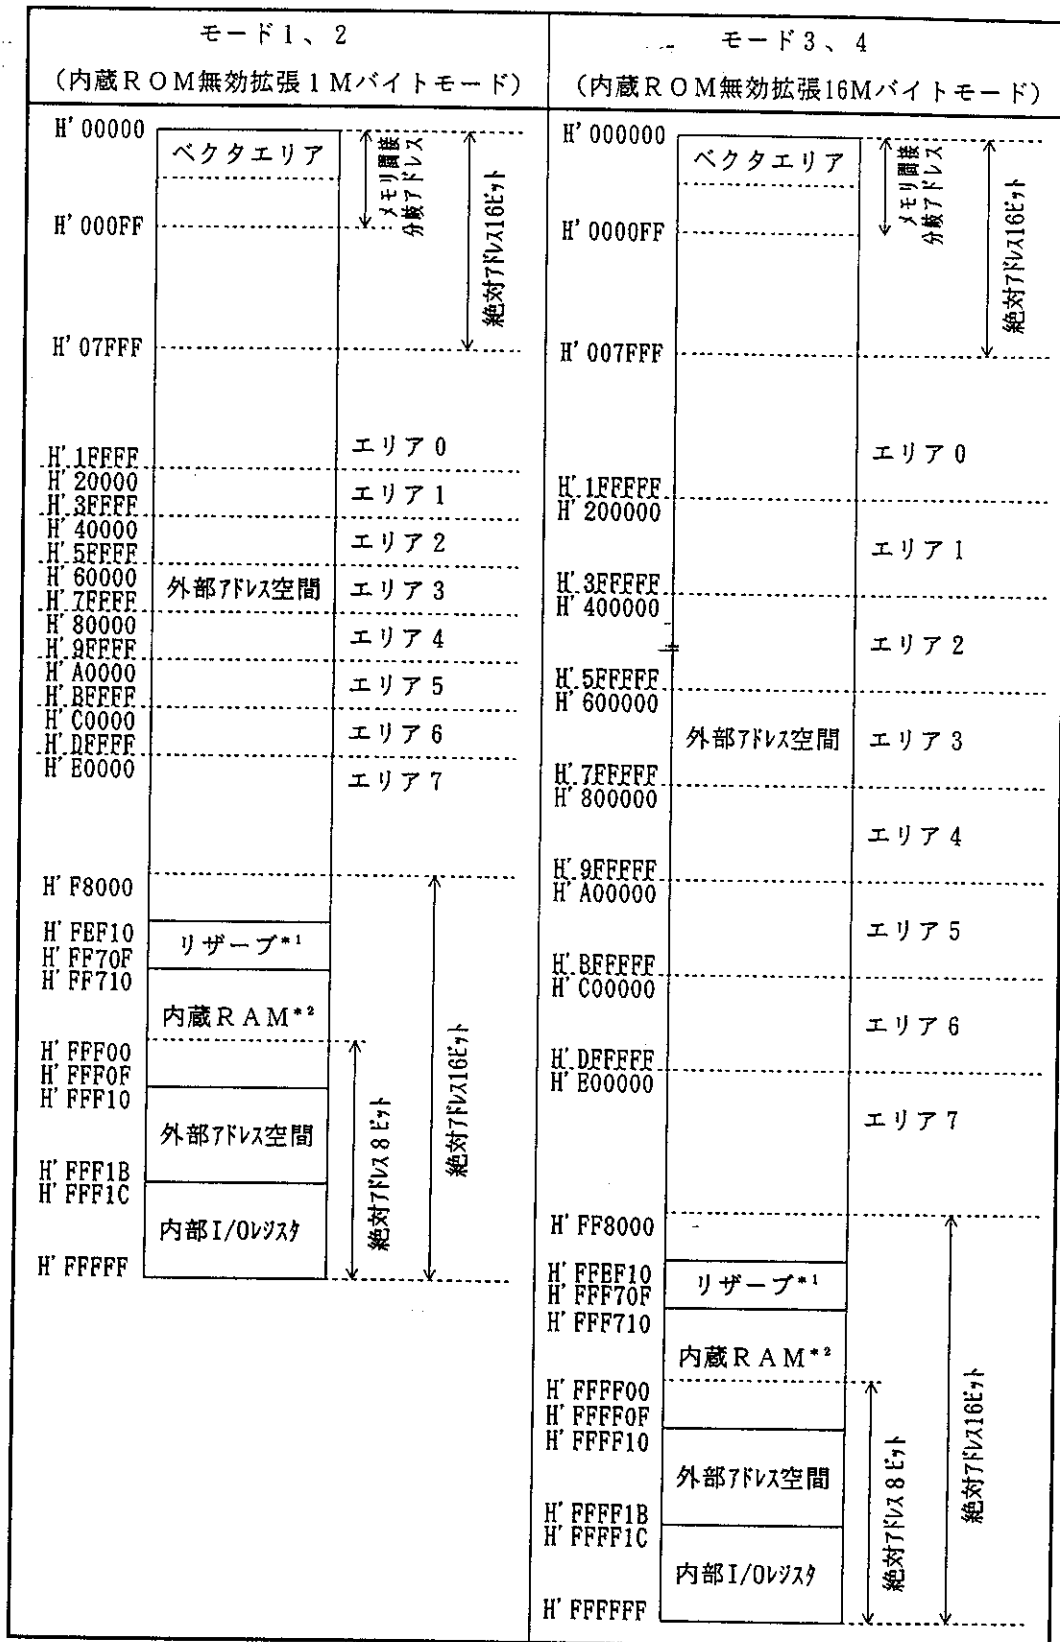 モード1、2
(内蔵ROM無効拡張1Mバイトモード)
H'00000
ベクタエリア
メモリ間接
分岐アドレス
絶対アドレス16ビット
H'000FF
H'07FFF
エリア0
H'1FFFF
H'20000
エリア1
H'3FFFF
H'40000
エリア2
H'5FFFF
H'60000
外部アドレス空間
エリア3
H'7FFFF
H'80000
エリア4
H'9FFFF
H'A0000
エリア5
H'BFFFF
H'C0000
エリア6
H'DFFFF
H'E0000
エリア7
H'F8000
H'FEF10
リザーブ*1
H'FF70F
H'FF710
内蔵RAM*2
H'FFF00
H'FFF0F
H'FFF10
外部アドレス空間
H'FFF1B
H'FFF1C
内部I/Oレジスタ
H'FFFFF
絶対アドレス8ビット
絶対アドレス16ビット
モード3、4
(内蔵ROM無効拡張16Mバイトモード)
H'000000
ベクタエリア
メモリ間接
分岐アドレス
絶対アドレス16ビット
H'0000FF
H'007FFF
エリア0
H'1FFFFF
H'200000
エリア1
H'3FFFFF
H'400000
エリア2
H'5FFFFF
H'600000
外部アドレス空間
エリア3
H'7FFFFF
H'800000
エリア4
H'9FFFFF
H'A00000
エリア5
H'BFFFFF
H'C00000
エリア6
H'DFFFFF
H'E00000
エリア7
H'FF8000
H'FFEF10
リザーブ*1
H'FFF70F
H'FFF710
内蔵RAM*2
H'FFFF00
H'FFFF0F
H'FFFF10
外部アドレス空間
H'FFFF1B
H'FFFF1C
内部I/Oレジスタ
H'FFFFFF
絶対アドレス8ビット
絶対アドレス16ビット